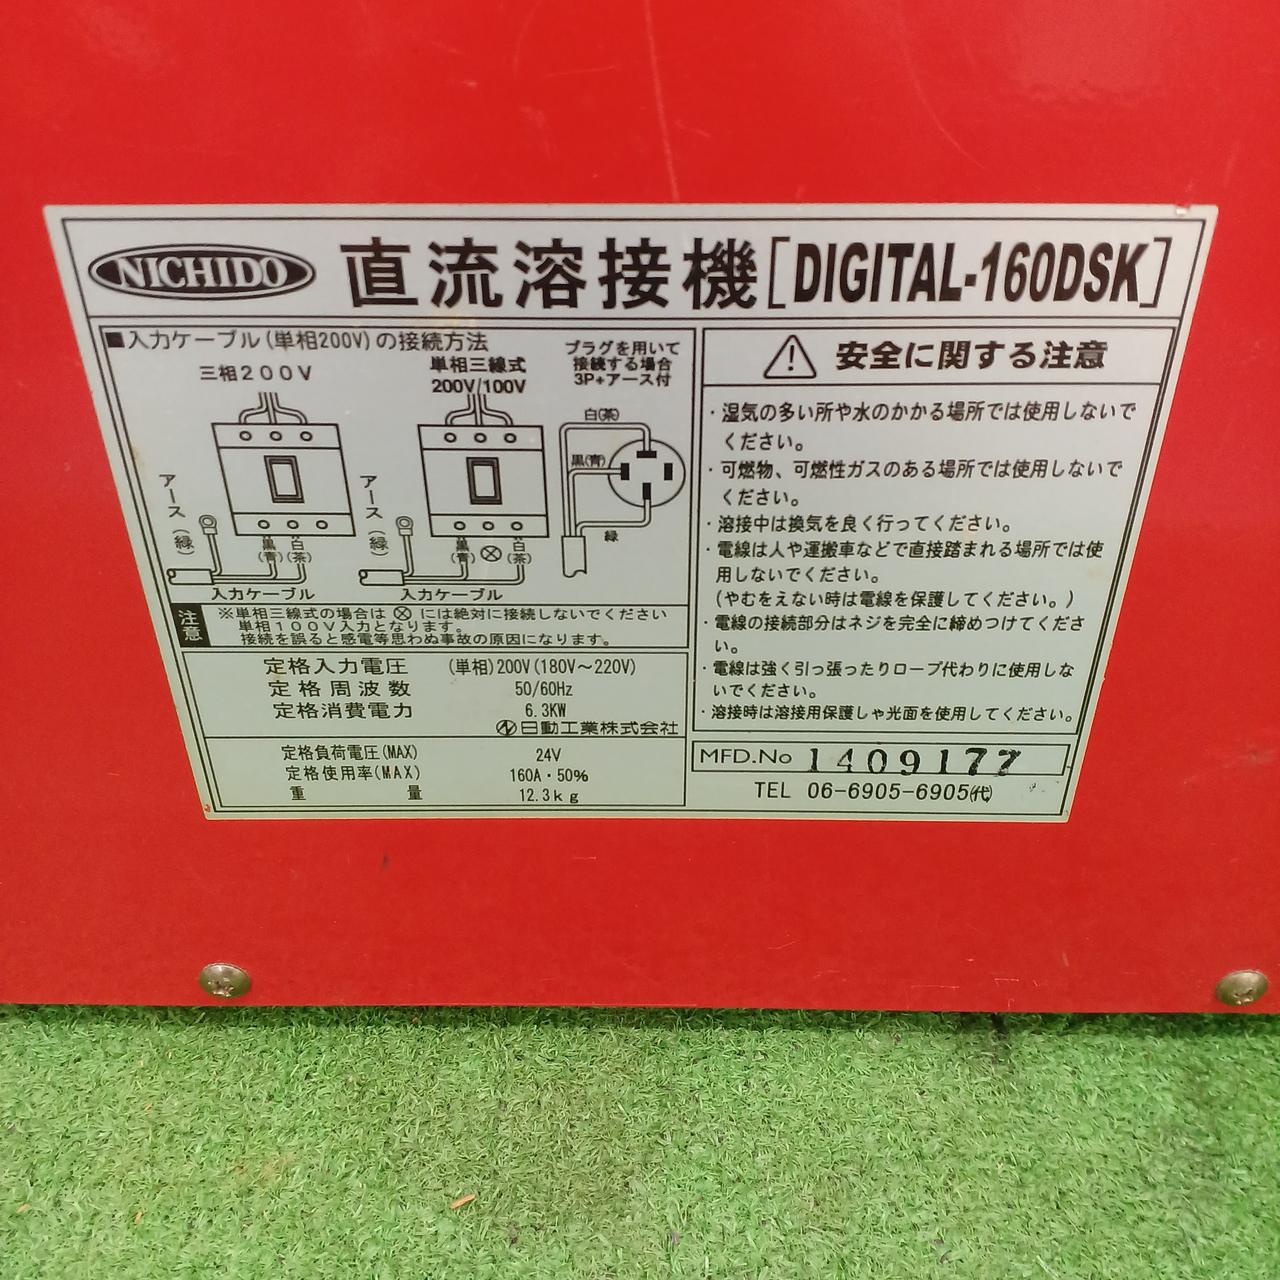 NICHIDO 直流溶接機[DIGITAL-160DSK]
■入力ケーブル(単相200V)の接続方法
三相200V
単相三線式
200V/100V
プラグを用いて
接続する場合
3P+アース付
白(茶)
黒(青)
緑
アース(緑)
黒(青)
白(茶)
入力ケーブル
アース(緑)
黒(青)
白(茶)
入力ケーブル
注意
※単相三線式の場合は⊗には絶対に接続しないでください
単相100V入力となります。
接続を誤ると感電等思わぬ事故の原因になります。
定格入力電圧 (単相)200V(180V~220V)
定格周波数 50/60Hz
定格消費電力 6.3KW
日動工業株式会社
定格負荷電圧(MAX) 24V
定格使用率(MAX) 160A・50%
重量 12.3kg
安全に関する注意
・湿気の多い所や水のかかる場所では使用しないで
ください。
・可燃物、可燃性ガスのある場所では使用しないで
ください。
・溶接中は換気を良く行ってください。
・電線は人や運搬車などで直接踏まれる場所では使
用しないでください。
(やむをえない時は電線を保護してください。)
・電線の接続部分はネジを完全に締めつけてくださ
い。
・電線は強く引っ張ったりロープ代わりに使用しな
いでください。
・溶接時は溶接用保護しゃ光面を使用してください。
MFD.No 1409177
TEL 06-6905-6905㈹